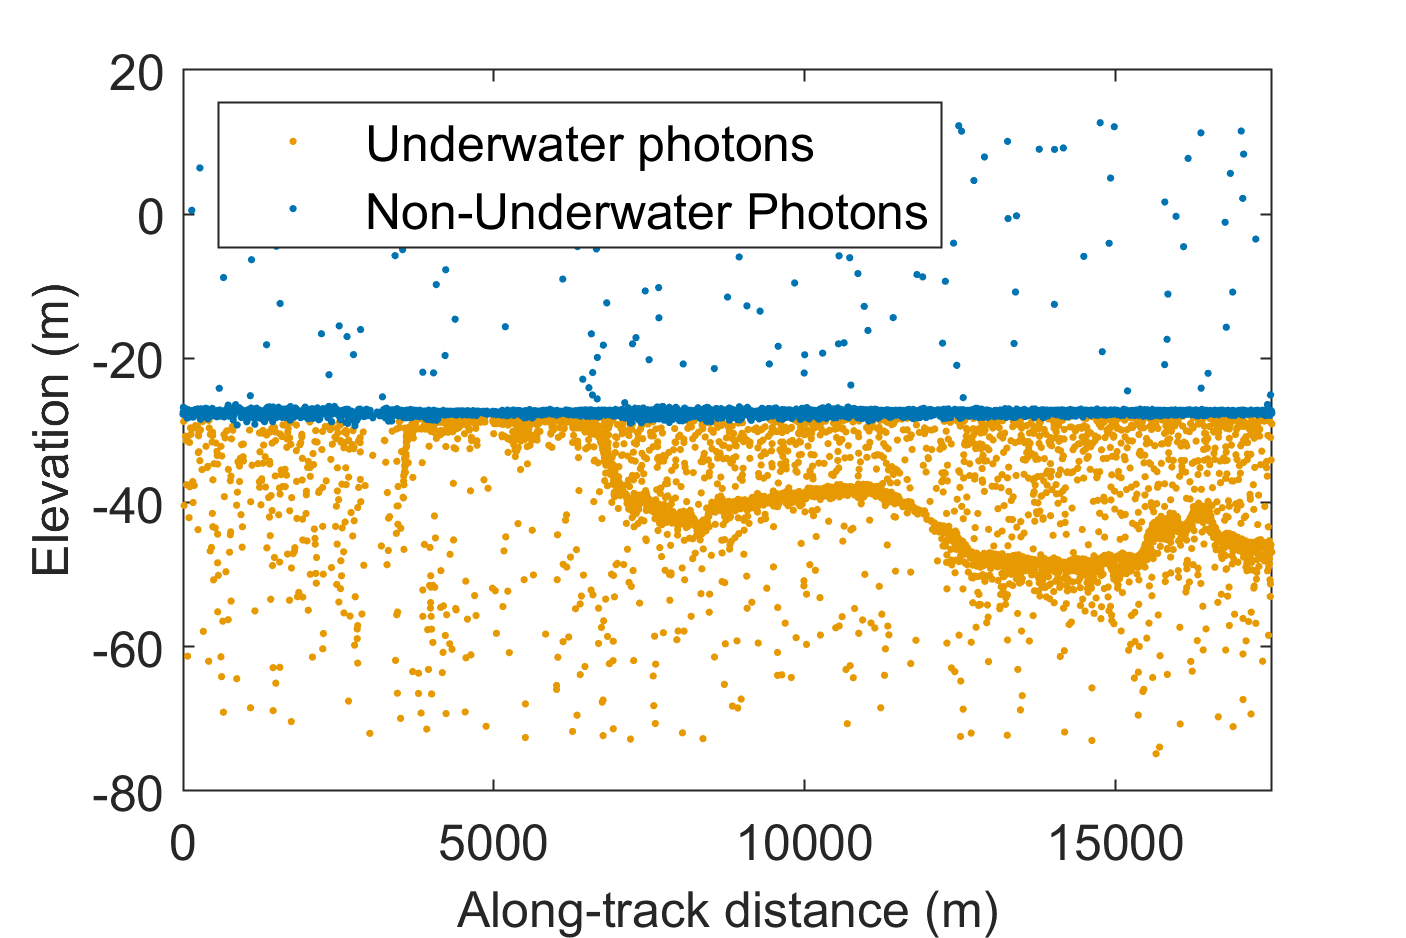 20
0
-20
-40
-60
-80
Elevation (m)
Underwater photons
Non-Underwater Photons
0
5000
10000
15000
Along-track distance (m)